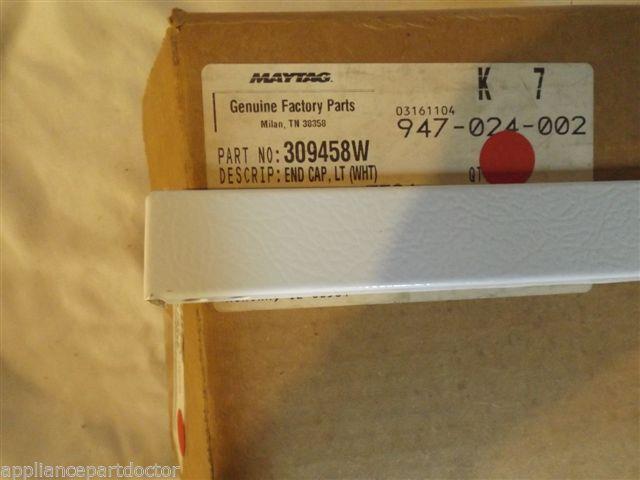 MAYTAG
K 7
Genuine Factory Parts
Milan, TN 38358
03161104
947-024-002
PART NO: 309458W
DESCRIP: END CAP, LT (WHT)
QT
appliancepartdoctor